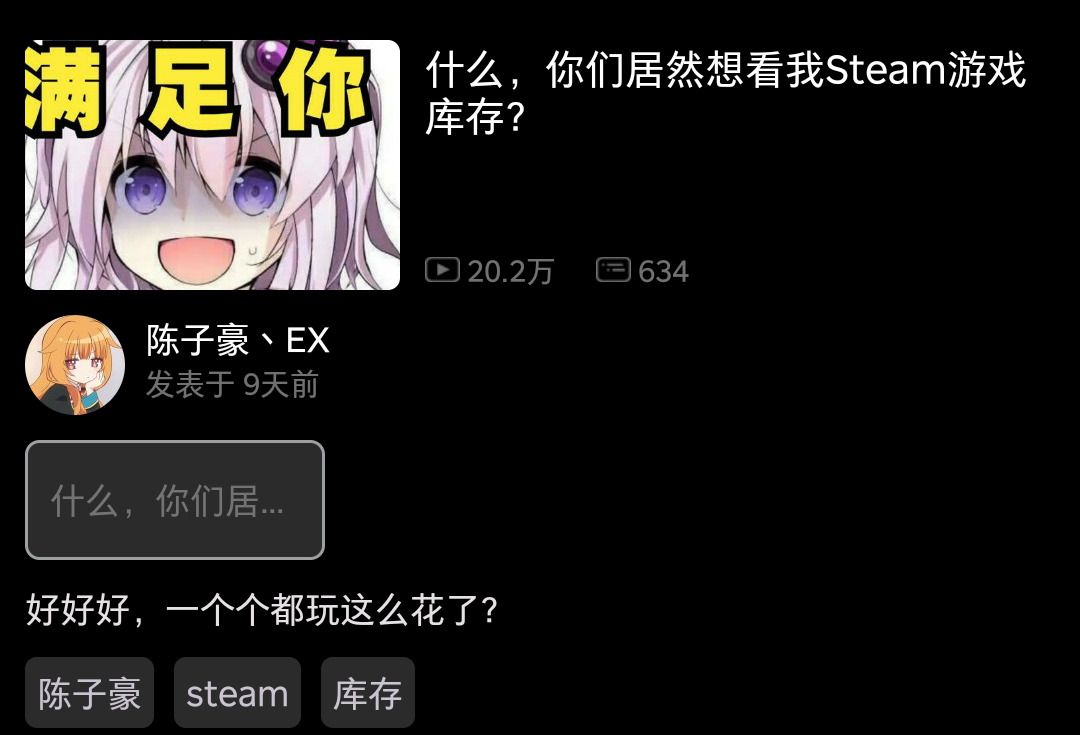 满足你
什么，你们居然想看我Steam游戏
库存？
20.2万 634
陈子豪丶EX
发表于 9天前
什么，你们居...
好好好，一个个都玩这么花了？
陈子豪 steam 库存